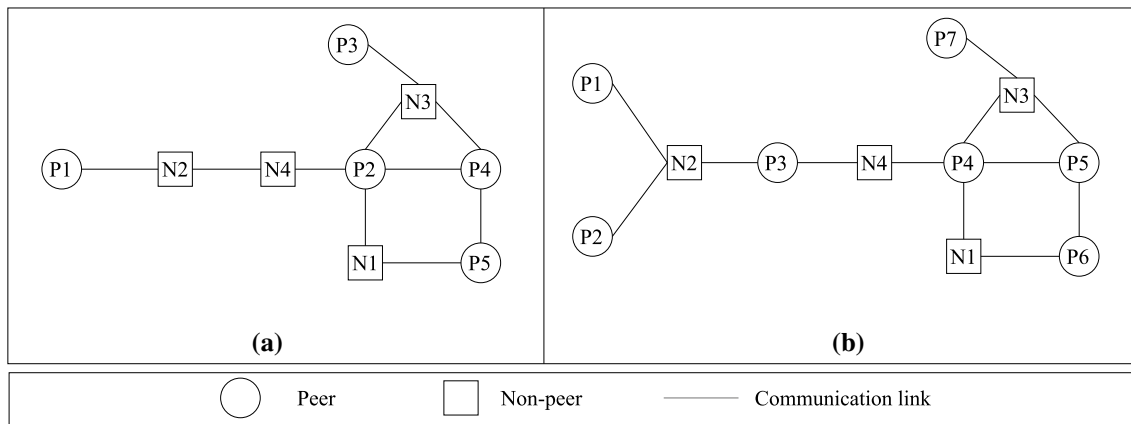 P3
N3
P1 N2 N4 P2 P4
N1 P5
(a)
P7
P1 N3
N2 P3 N4 P4 P5
P2 N1 P6
(b)
Peer Non-peer Communication link